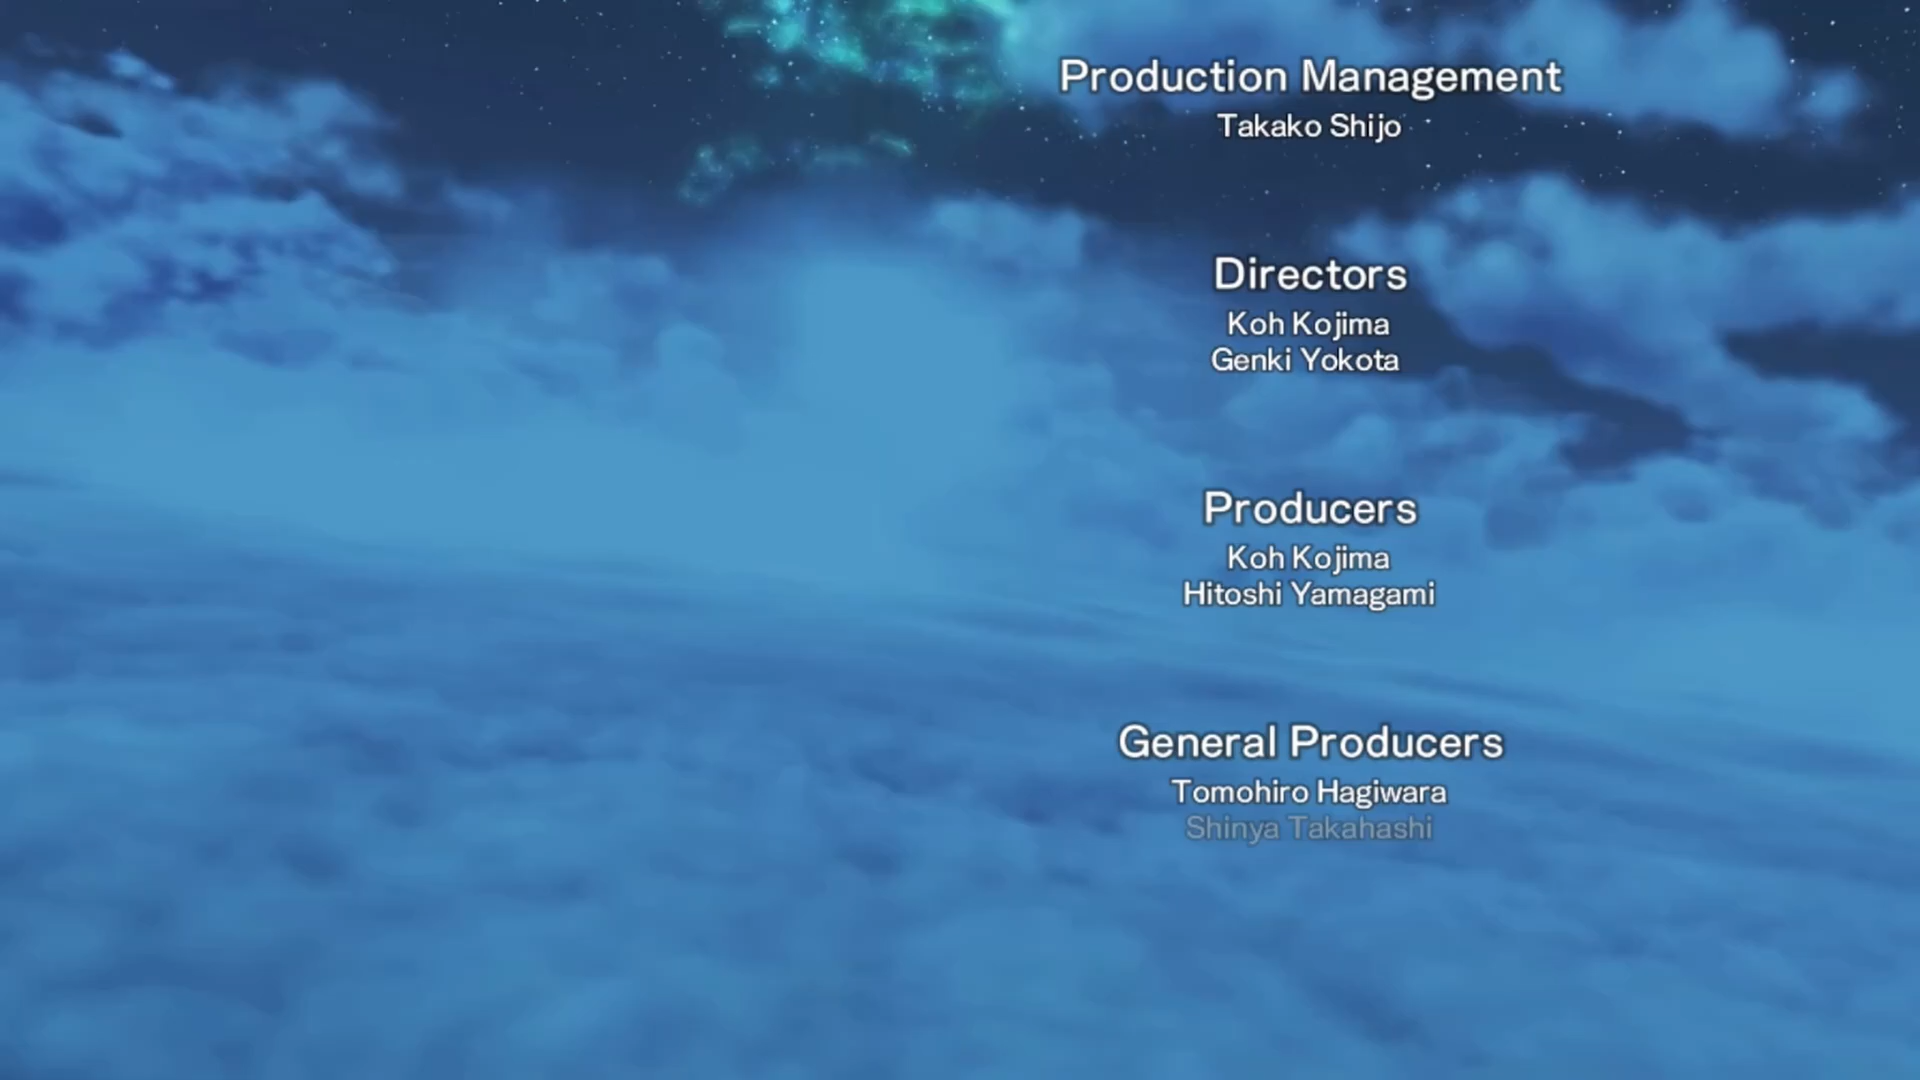 Production Management
Takako Shijo
Directors
Koh Kojima
Genki Yokota
Producers
Koh Kojima
Hitoshi Yamagami
General Producers
Tomohiro Hagiwara
Shinya Takahashi